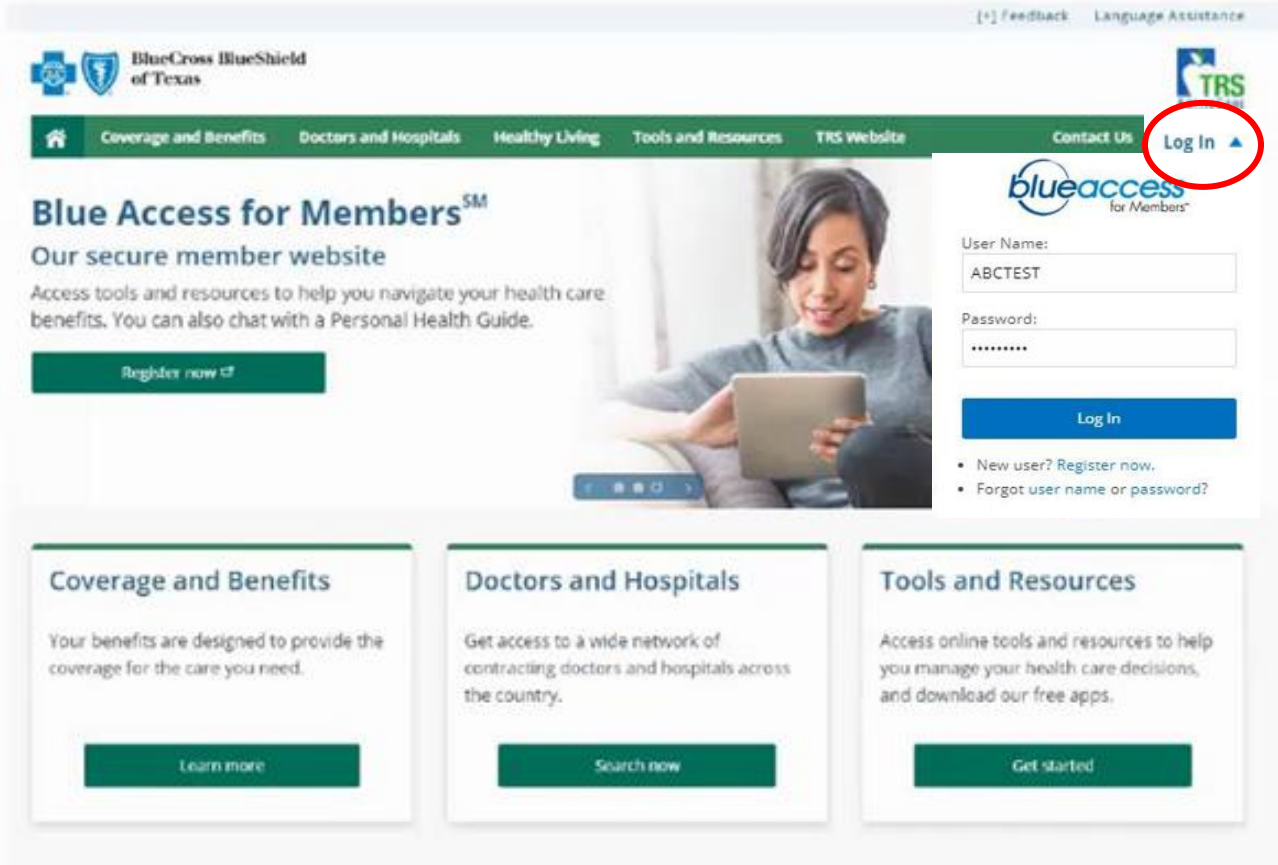 [+] Feedback Language Assistance
BlueCross BlueShield
of Texas
TRS
Coverage and Benefits Doctors and Hospitals Healthy Living Tools and Resources TRS Website Contact Us Log In
Blue Access for Members℠
Our secure member website
Access tools and resources to help you navigate your health care
benefits. You can also chat with a Personal Health Guide.
Register now
blueaccess
for Members℠
User Name:
ABCTEST
Password:
•••••••••
Log In
• New user? Register now.
• Forgot user name or password?
Coverage and Benefits
Your benefits are designed to provide the
coverage for the care you need.
Learn more
Doctors and Hospitals
Get access to a wide network of
contracting doctors and hospitals across
the country.
Search now
Tools and Resources
Access online tools and resources to help
you manage your health care decisions,
and download our free apps.
Get started